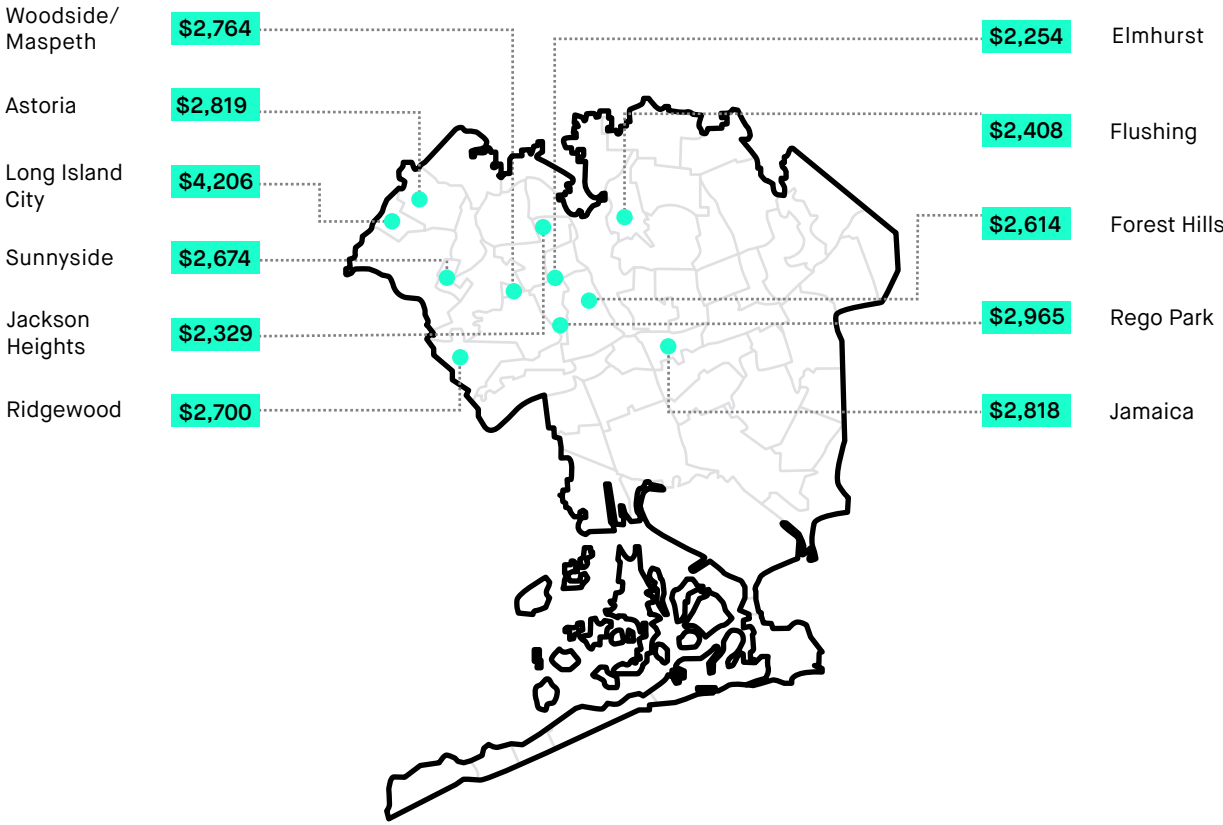 Woodside/
Maspeth
$2,764
Astoria
$2,819
Long Island
City
$4,206
Sunnyside
$2,674
Jackson
Heights
$2,329
Ridgewood
$2,700
$2,254
Elmhurst
$2,408
Flushing
$2,614
Forest Hills
$2,965
Rego Park
$2,818
Jamaica